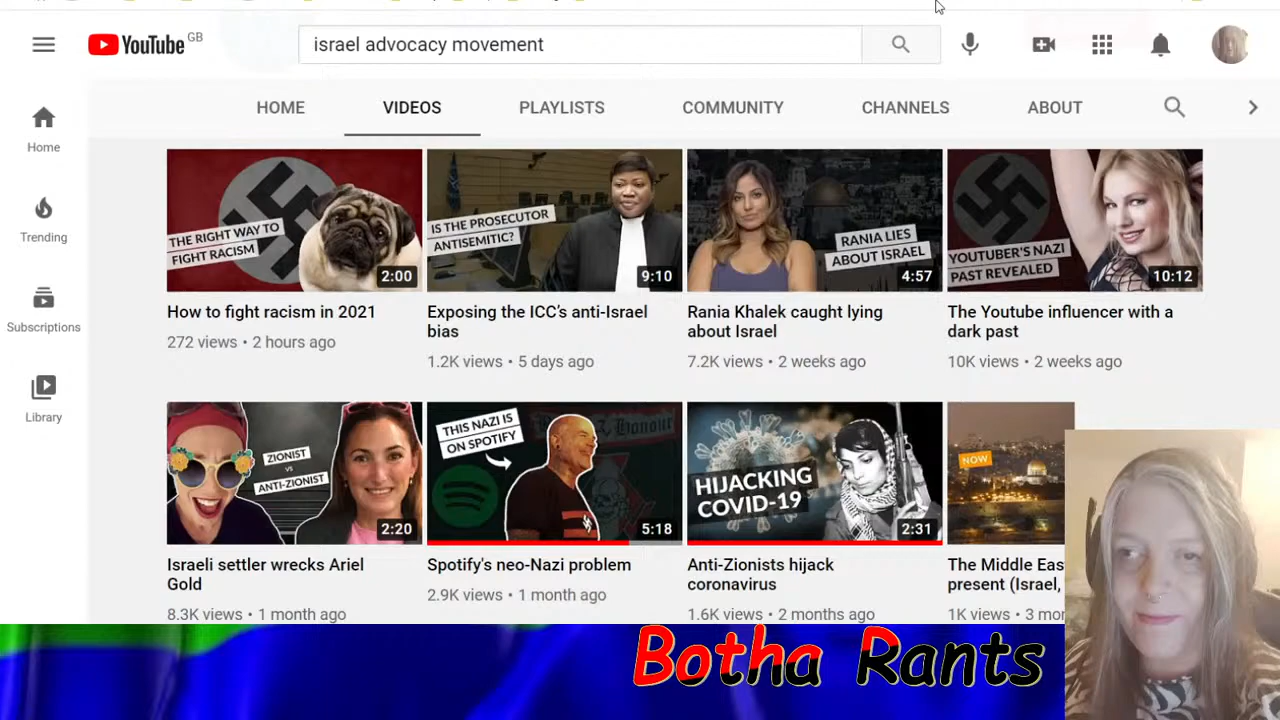 YouTube GB
israel advocacy movement
HOME
VIDEOS
PLAYLISTS
COMMUNITY
CHANNELS
ABOUT
Home
Trending
Subscriptions
Library
THE RIGHT WAY TO
FIGHT RACISM
2:00
IS THE PROSECUTOR
ANTISEMITIC?
9:10
RANIA LIES
ABOUT ISRAEL
4:57
YOUTUBER'S NAZI
PAST REVEALED
10:12
How to fight racism in 2021
272 views • 2 hours ago
Exposing the ICC's anti-Israel
bias
1.2K views • 5 days ago
Rania Khalek caught lying
about Israel
7.2K views • 2 weeks ago
The Youtube influencer with a
dark past
10K views • 2 weeks ago
ZIONIST
VS
ANTI-ZIONIST
2:20
THIS NAZI IS
ON SPOTIFY
Honour
5:18
HIJACKING
COVID-19
2:31
NOW
Israeli settler wrecks Ariel
Gold
8.3K views • 1 month ago
Spotify's neo-Nazi problem
2.9K views • 1 month ago
Anti-Zionists hijack
coronavirus
1.6K views • 2 months ago
The Middle Eas
present (Israel,
1K views • 3 mor
Botha Rants